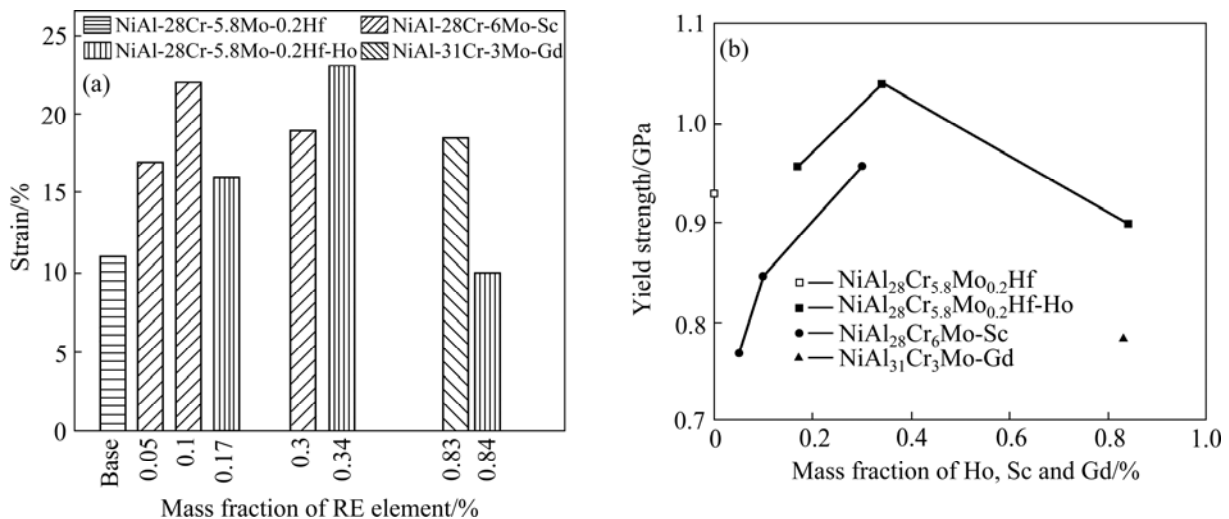 NiAl-28Cr-5.8Mo-0.2Hf
NiAl-28Cr-6Mo-Sc
NiAl-28Cr-5.8Mo-0.2Hf-Ho
NiAl-31Cr-3Mo-Gd
(a)
Strain/%
25
20
15
10
5
0
Base
0.05
0.1
0.17
0.3
0.34
0.83
0.84
Mass fraction of RE element/%
(b)
Yield strength/GPa
1.1
1.0
0.9
0.8
0.7
NiAl28Cr5.8Mo0.2Hf
NiAl28Cr5.8Mo0.2Hf-Ho
NiAl28Cr6Mo-Sc
NiAl31Cr3Mo-Gd
0
0.2
0.4
0.6
0.8
1.0
Mass fraction of Ho, Sc and Gd/%